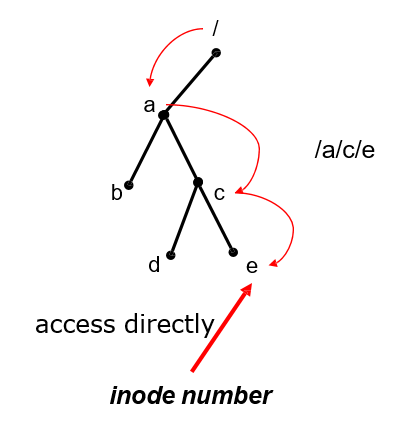 /
a
/a/c/e
b
c
d
e
access directly
inode number